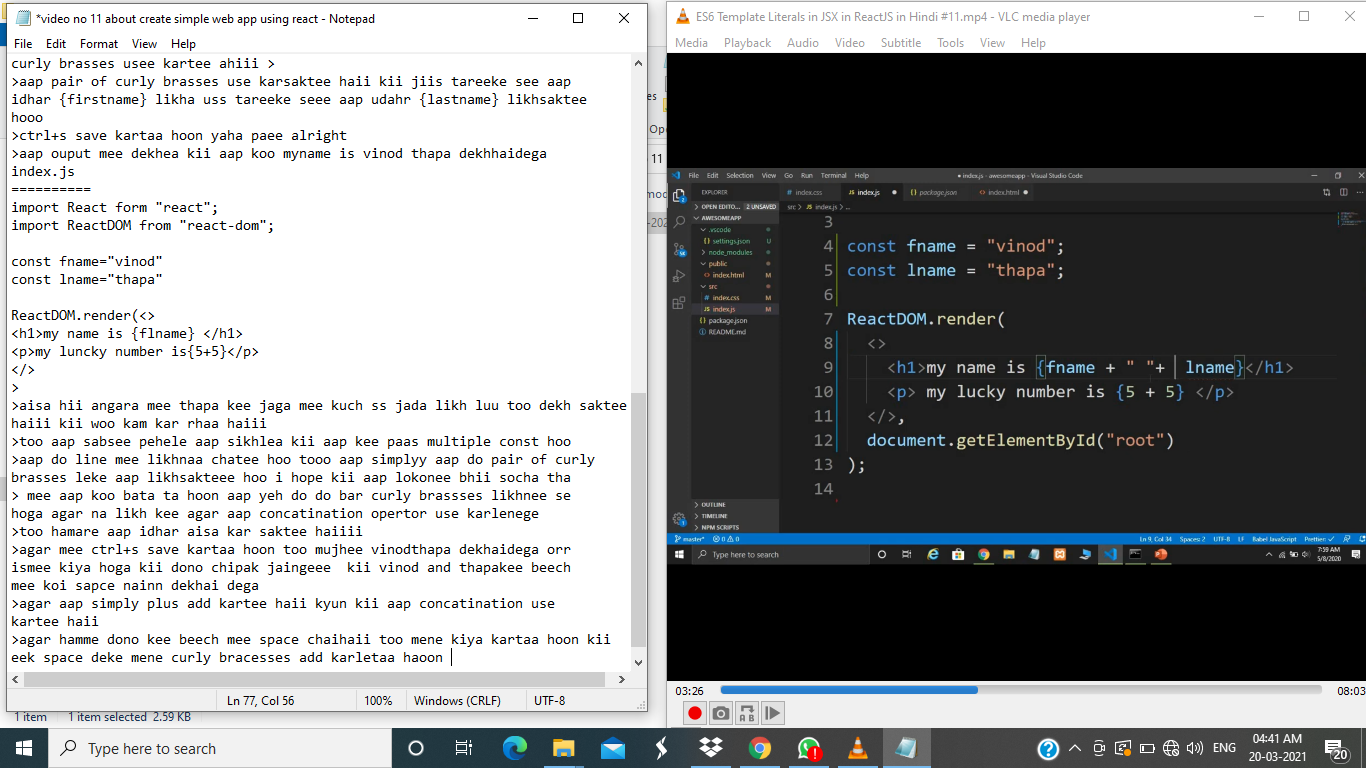 *video no 11 about create simple web app using react - Notepad
File Edit Format View Help
curly brasses usee kartee ahiii >
>aap pair of curly brasses use karsaktee haii kii jiis tareeke see aap
idhar {firstname} likha uss tareeke seee aap udahr {lastname} likhsaktee
hooo
>ctrl+s save kartaa hoon yaha paee alright
>aap ouput mee dekhea kii aap koo myname is vinod thapa dekhhaidega
index.js
==========
import React form "react";
import ReactDOM from "react-dom";
const fname="vinod"
const lname="thapa"
ReactDOM.render(<>
<h1>my name is {flname} </h1>
<p>my luncky number is{5+5}</p>
</>
>
>aisa hii angara mee thapa kee jaga mee kuch ss jada likh luu too dekh saktee
haiii kii woo kam kar rhaa haiii
>too aap sabsee pehele aap sikhlea kii aap kee paas multiple const hoo
>aap do line mee likhnaa chatee hoo tooo aap simplyy aap do pair of curly
brasses leke aap likhsakteee hoo i hope kii aap lokonee bhii socha tha
> mee aap koo bata ta hoon aap yeh do do bar curly brassses likhnee se
hoga agar na likh kee agar aap concatination opertor use karlenege
>too hamare aap idhar aisa kar saktee haiiii
>agar mee ctrl+s save kartaa hoon too mujhee vinodthapa dekhaidega orr
ismee kiya hoga kii dono chipak jaingeee  kii vinod and thapakee beech
mee koi sapce nainn dekhai dega
>agar aap simply plus add kartee haii kyun kii aap concatination use
kartee haii
>agar hamme dono kee beech mee space chaihaii too mene kiya kartaa hoon kii
eek space deke mene curly bracesses add karletaa haoon
Ln 77, Col 56 100% Windows (CRLF) UTF-8
1 item 1 item selected 2.59 KB
ES6 Template Literals in JSX in ReactJS in Hindi #11.mp4 - VLC media player
Media Playback Audio Video Subtitle Tools View Help
File Edit Selection View Go Run Terminal Help ● index.js - awesomeapp - Visual Studio Code
EXPLORER
OPEN EDITO... 2 UNSAVED
AWESOMEAPP
.vscode
settings.json U
node_modules
public
index.html M
src
index.css M
index.js M
package.json
README.md
OUTLINE
TIMELINE
NPM SCRIPTS
index.css index.js package.json index.html
src > index.js > ...
3
4 const fname = "vinod";
5 const lname = "thapa";
6
7 ReactDOM.render(
8 <>
9 <h1>my name is {fname + " "+ lname}</h1>
10 <p> my lucky number is {5 + 5} </p>
11 </>,
12 document.getElementById("root")
13 );
14
master* 0 0 Ln 9, Col 34 Spaces: 2 UTF-8 LF Babel JavaScript Prettier: ✓
Type here to search 7:59 AM
5/8/2020
03:26 08:03
Type here to search ENG 04:41 AM
20-03-2021 20